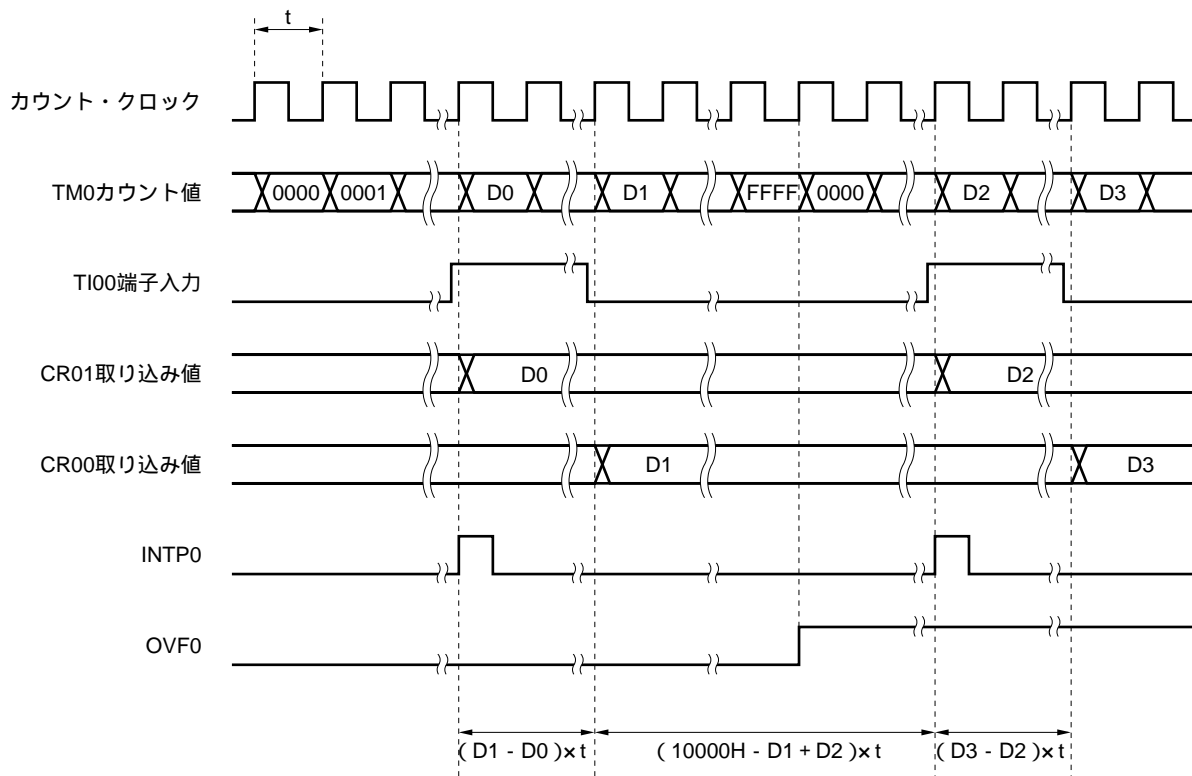 t
カウント・クロック
TM0カウント値
0000 0001 D0 D1 FFFF 0000 D2 D3
TI00端子入力
CR01取り込み値
D0 D2
CR00取り込み値
D1 D3
INTP0
OVF0
( D1 - D0 )×t ( 10000H - D1 + D2 )×t ( D3 - D2 )×t